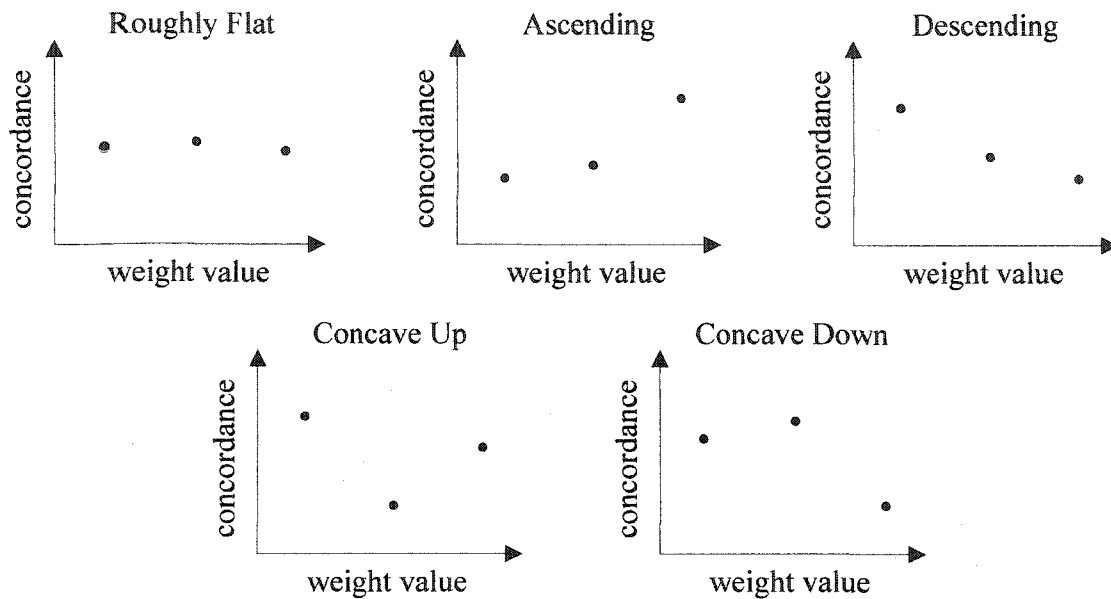 Roughly Flat
concordance
weight value
Ascending
concordance
weight value
Descending
concordance
weight value
Concave Up
concordance
weight value
Concave Down
concordance
weight value